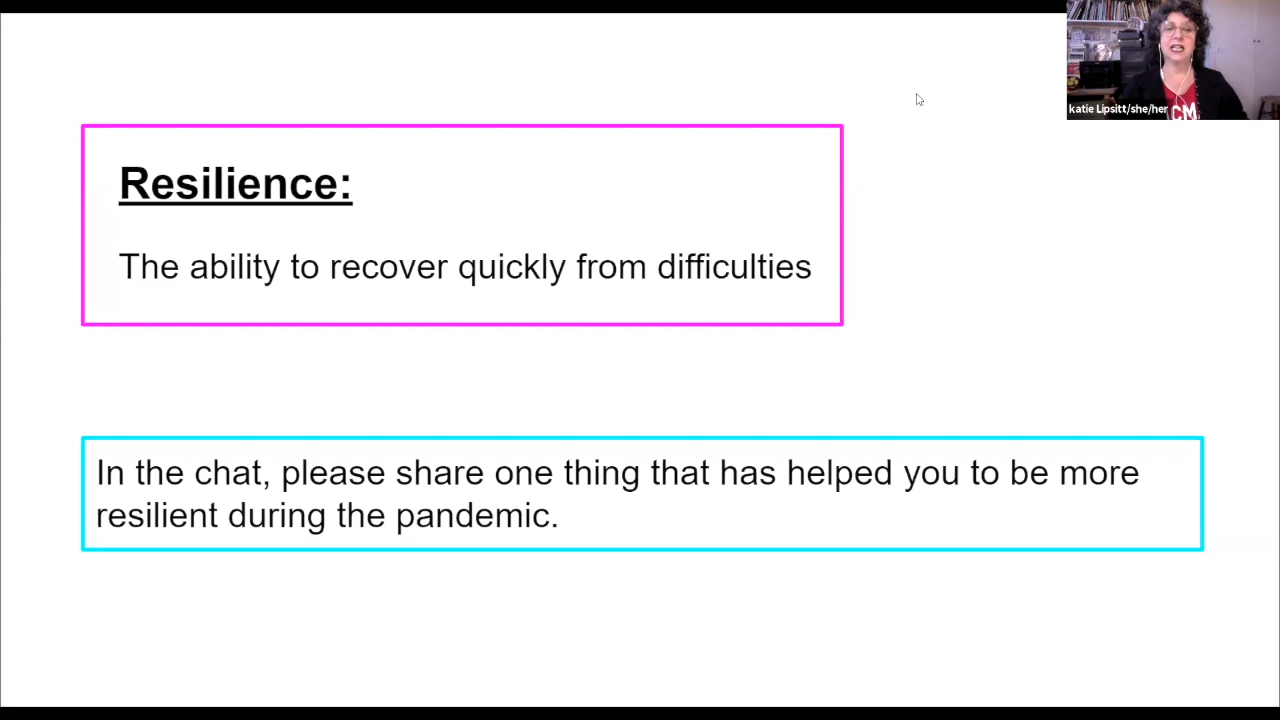 katie Lipsitt/she/her
CM
Resilience:
The ability to recover quickly from difficulties
In the chat, please share one thing that has helped you to be more
resilient during the pandemic.